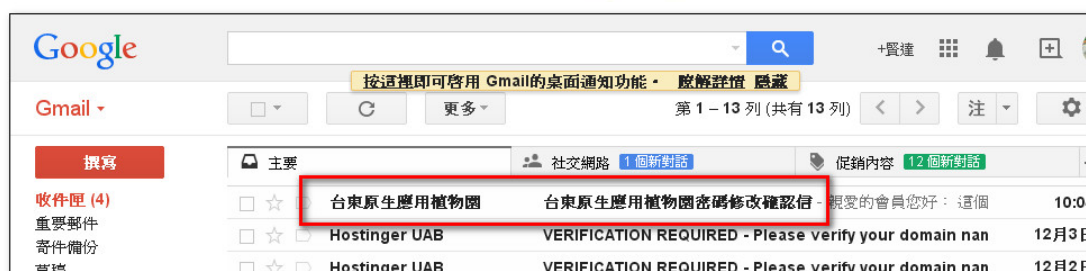 Google
+賢達
按這裡即可啓用 Gmail的桌面通知功能。 瞭解詳情 隱藏
Gmail
更多
第 1 – 13 列 (共有 13 列)
注
撰寫
主要
社交網路 1 個新對話
促銷內容 12 個新對話
收件匣 (4)
台東原生應用植物園 台東原生應用植物園密碼修改確認信 - 親愛的會員您好： 這個 10:0
重要郵件
Hostinger UAB VERIFICATION REQUIRED - Please verify your domain nan 12月3日
寄件備份
草稿
Hostinger UAB VERIFICATION REQUIRED - Please verify your domain nan 12月2日